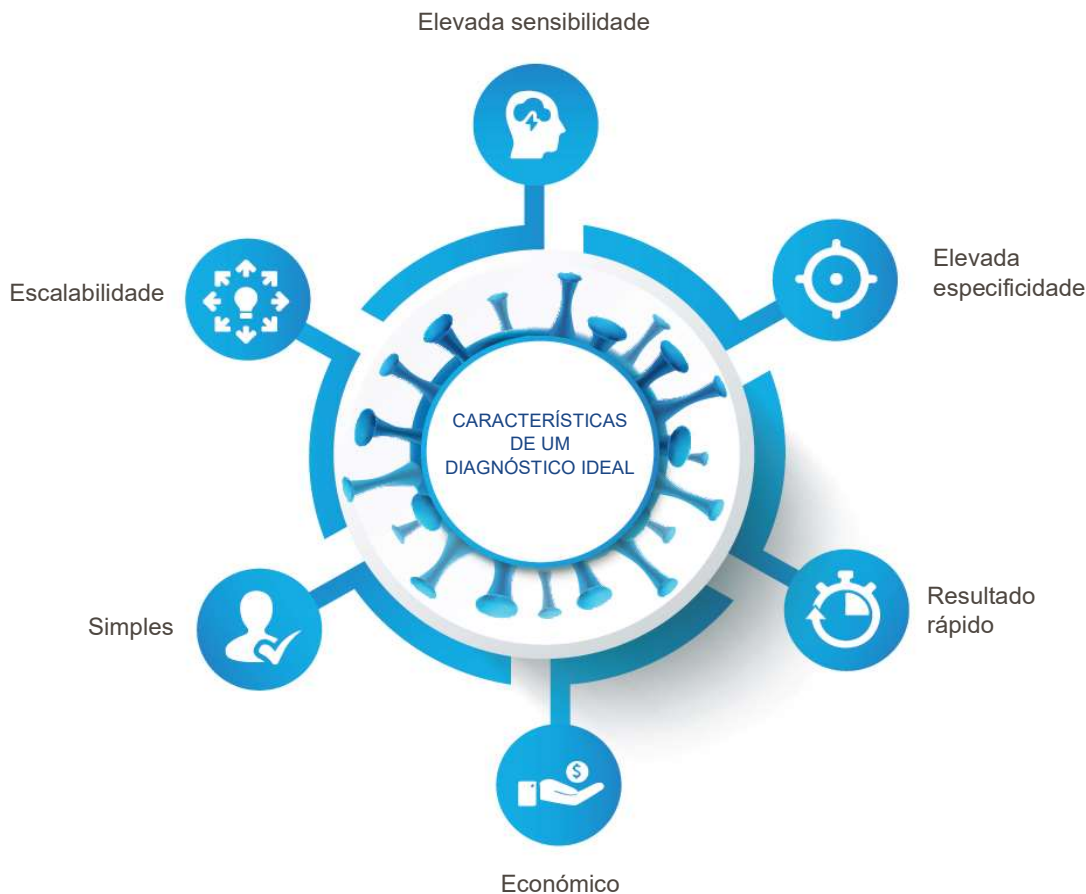 Elevada sensibilidade
Elevada
especificidade
Escalabilidade
CARACTERÍSTICAS
DE UM
DIAGNÓSTICO IDEAL
Resultado
rápido
Simples
$
Económico